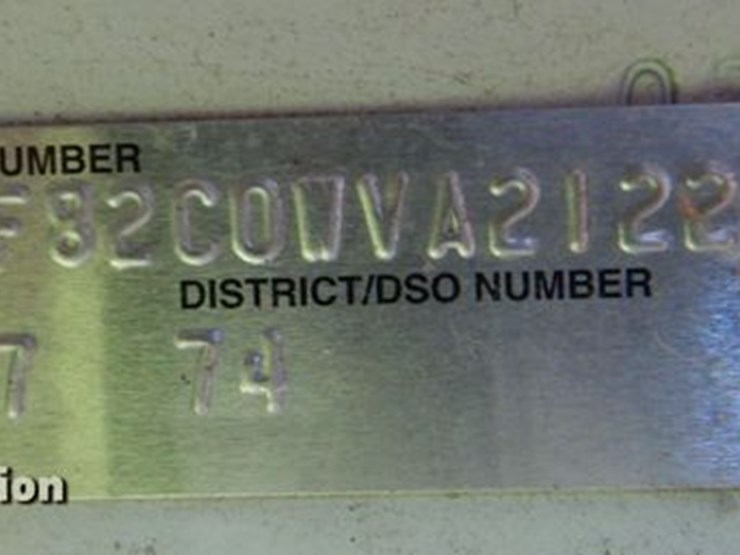 UMBER
F82C0WVA2122
DISTRICT/DSO NUMBER
7 74
ion